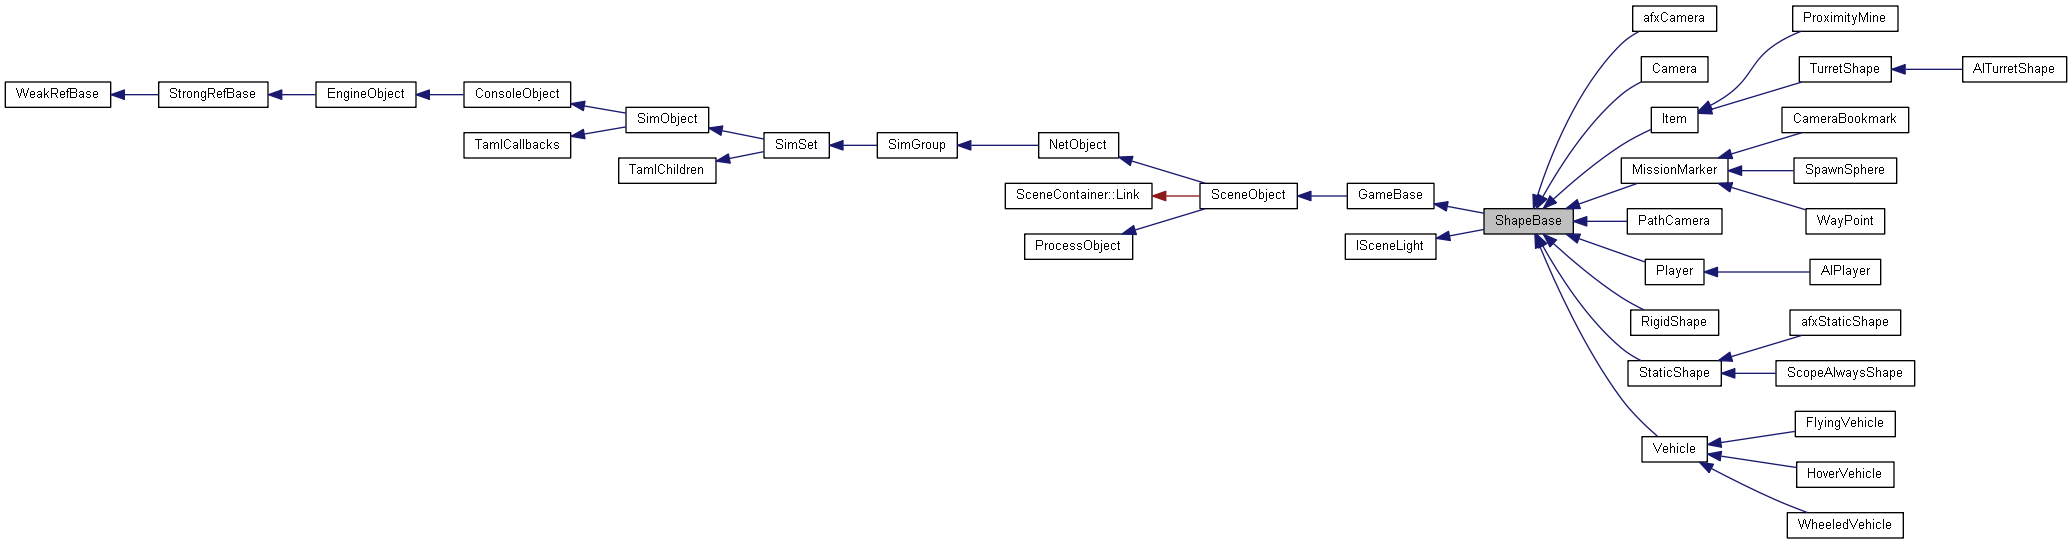 afxCamera
ProximityMine
Camera
TurretShape
AITurretShape
WeakRefBase
StrongRefBase
EngineObject
ConsoleObject
SimObject
Item
CameraBookmark
TamlCallbacks
SimSet
SimGroup
NetObject
TamlChildren
MissionMarker
SpawnSphere
SceneContainer::Link
SceneObject
GameBase
ShapeBase
PathCamera
WayPoint
ProcessObject
ISceneLight
Player
AIPlayer
RigidShape
afxStaticShape
StaticShape
ScopeAlwaysShape
FlyingVehicle
Vehicle
HoverVehicle
WheeledVehicle